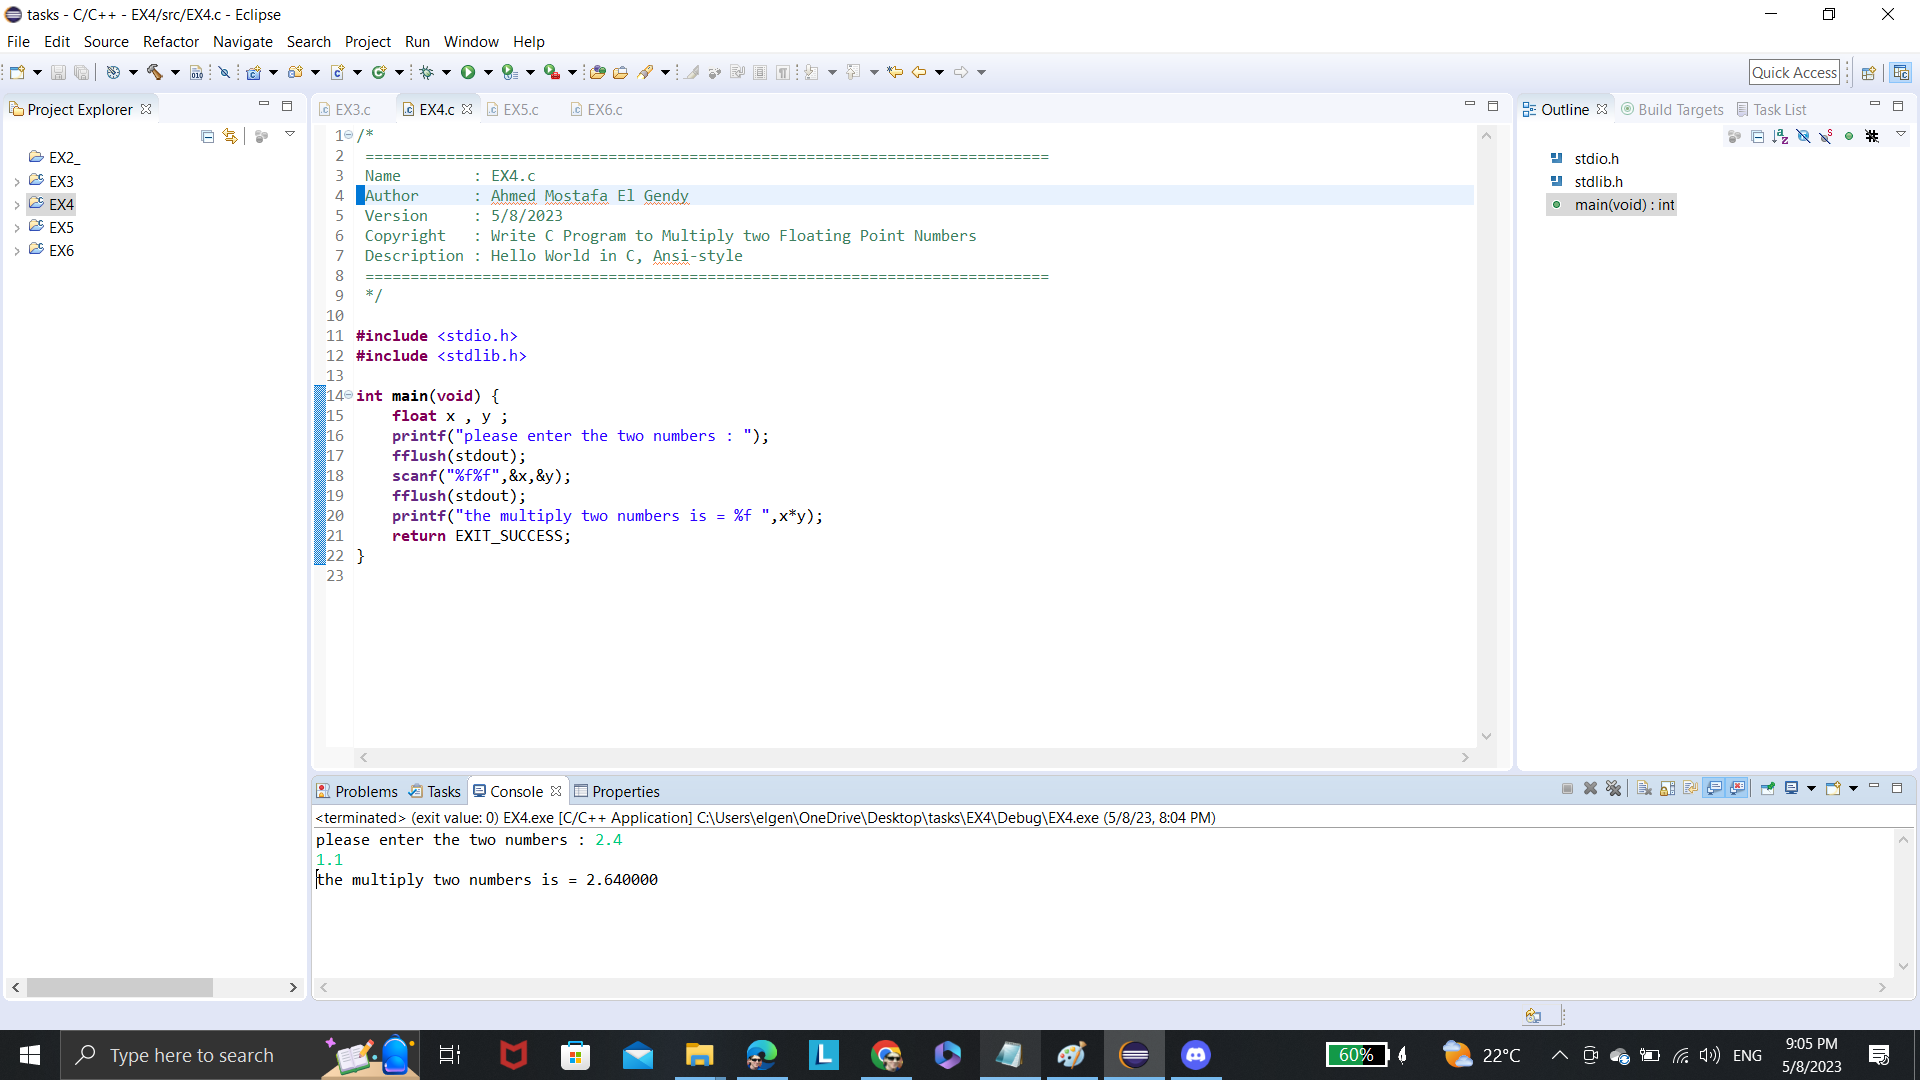 tasks - C/C++ - EX4/src/EX4.c - Eclipse
File Edit Source Refactor Navigate Search Project Run Window Help
Quick Access
Project Explorer
EX2_
EX3
EX4
EX5
EX6
EX3.c EX4.c EX5.c EX6.c
1 /*
2 ============================================================================
3 Name        : EX4.c
4 Author      : Ahmed Mostafa El Gendy
5 Version     : 5/8/2023
6 Copyright   : Write C Program to Multiply two Floating Point Numbers
7 Description : Hello World in C, Ansi-style
8 ============================================================================
9 */
10
11 #include <stdio.h>
12 #include <stdlib.h>
13
14 int main(void) {
15     float x , y ;
16     printf("please enter the two numbers : ");
17     fflush(stdout);
18     scanf("%f%f",&x,&y);
19     fflush(stdout);
20     printf("the multiply two numbers is = %f ",x*y);
21     return EXIT_SUCCESS;
22 }
23
Outline Build Targets Task List
stdio.h
stdlib.h
main(void) : int
Problems Tasks Console Properties
<terminated> (exit value: 0) EX4.exe [C/C++ Application] C:\Users\elgen\OneDrive\Desktop\tasks\EX4\Debug\EX4.exe (5/8/23, 8:04 PM)
please enter the two numbers : 2.4
1.1
the multiply two numbers is = 2.640000
Type here to search
L
60%
22°C
ENG
9:05 PM
5/8/2023